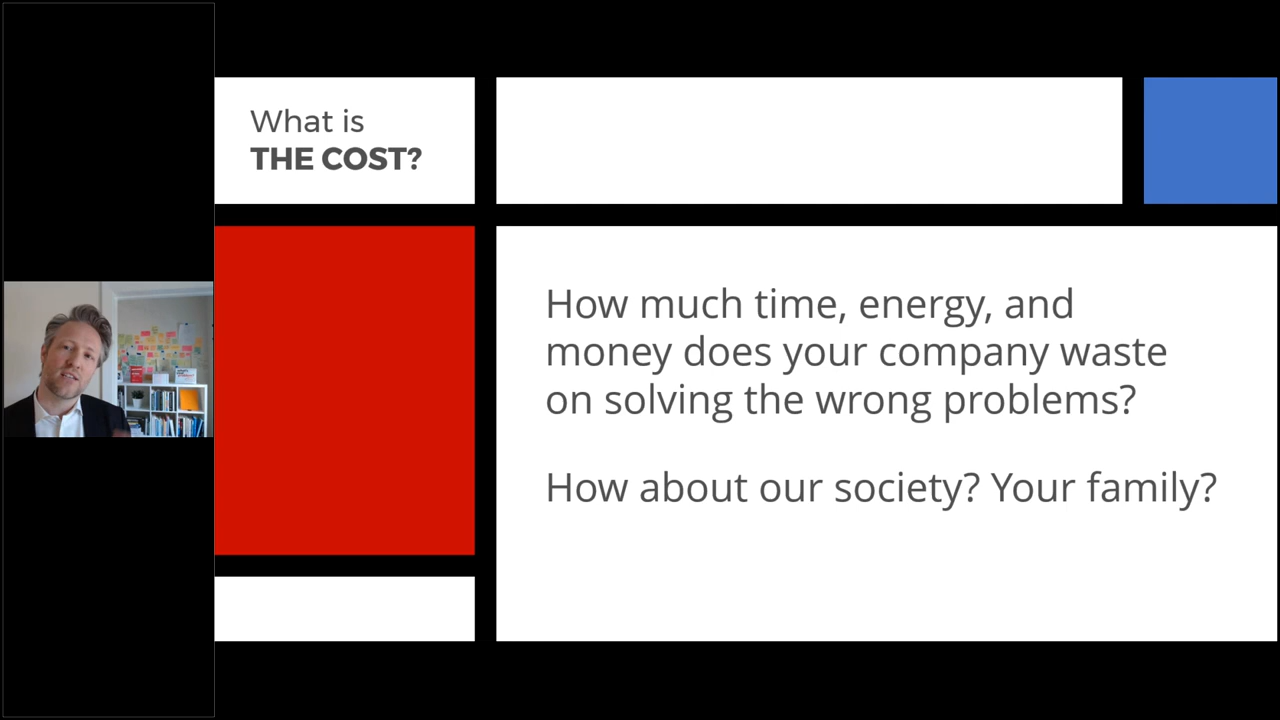 What is
THE COST?
How much time, energy, and
money does your company waste
on solving the wrong problems?
How about our society? Your family?